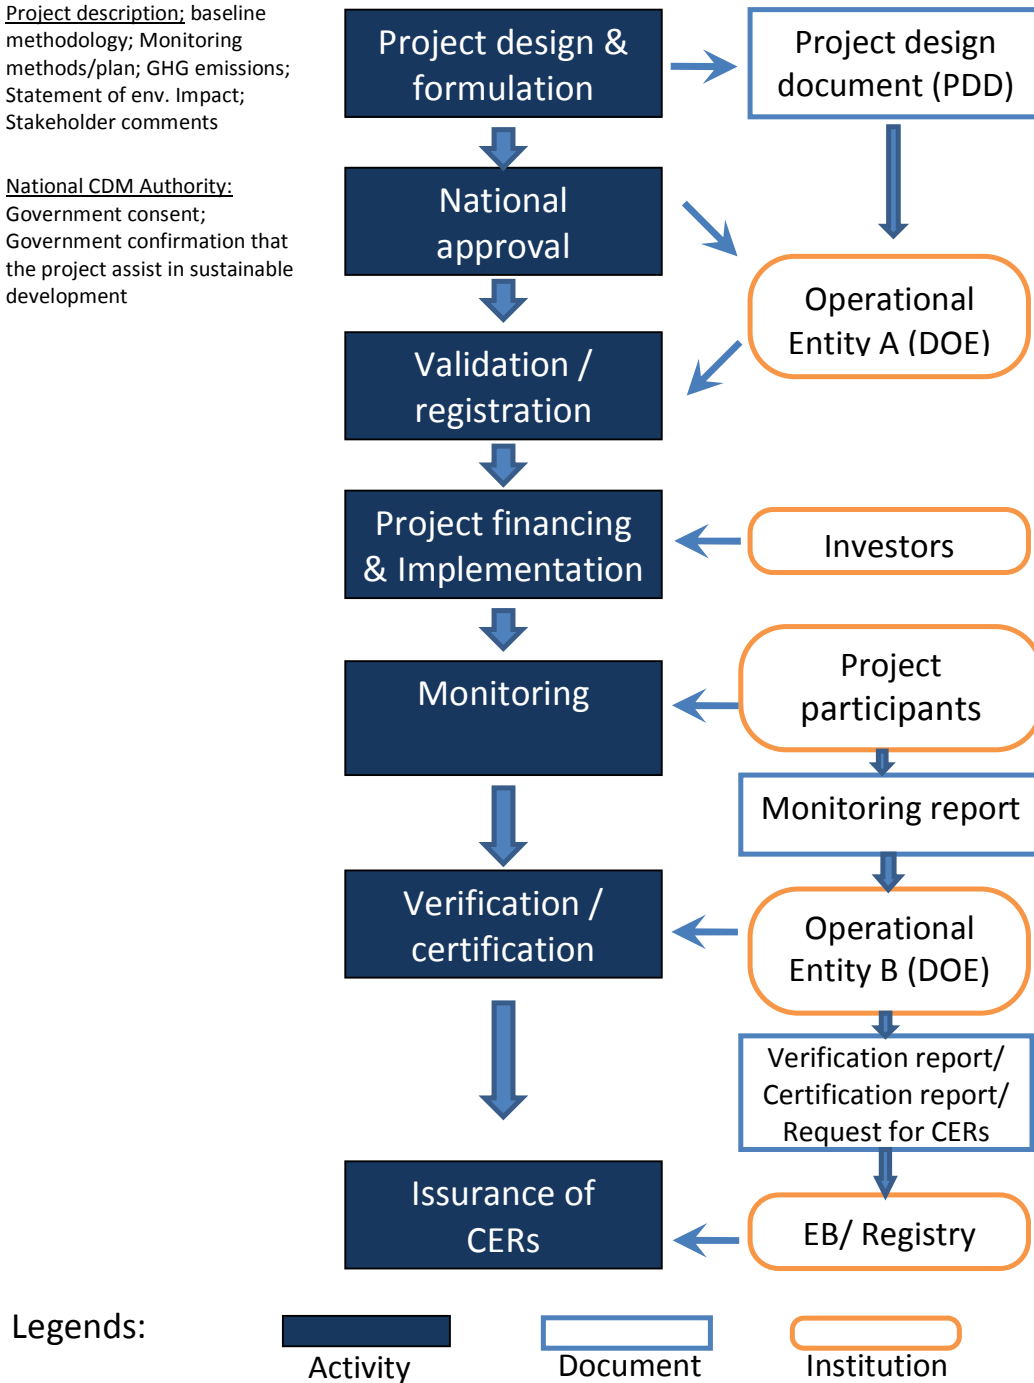 Project description; baseline
methodology; Monitoring
methods/plan; GHG emissions;
Statement of env. Impact;
Stakeholder comments
National CDM Authority:
Government consent;
Government confirmation that
the project assist in sustainable
development
Project design &
formulation
Project design
document (PDD)
National
approval
Operational
Entity A (DOE)
Validation /
registration
Project financing
& Implementation
Investors
Monitoring
Project
participants
Monitoring report
Verification /
certification
Operational
Entity B (DOE)
Verification report/
Certification report/
Request for CERs
Issurance of
CERs
EB/ Registry
Legends:
Activity
Document
Institution